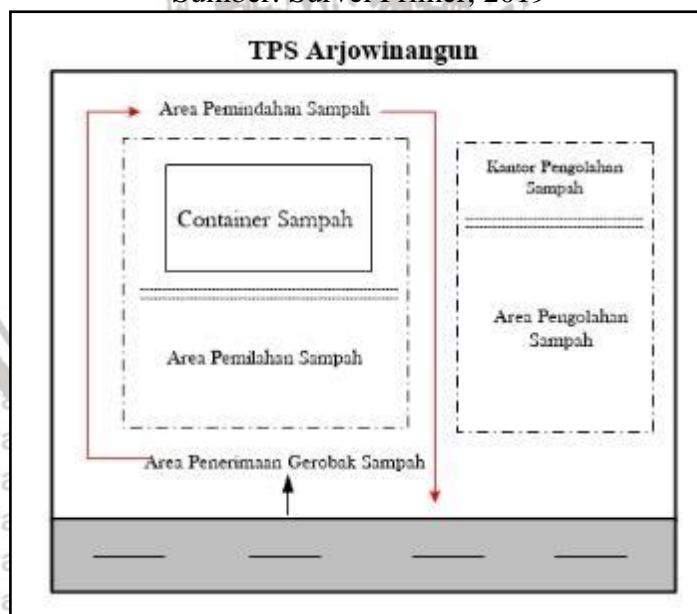 Sumber: Survei Primer, 2019
TPS Arjowinangun
Area Pemindahan Sampah
Container Sampah
Area Pemilahan Sampah
Area Penerimaan Gerobak Sampah
Kantor Pengolahan
Sampah
Area Pengolahan
Sampah